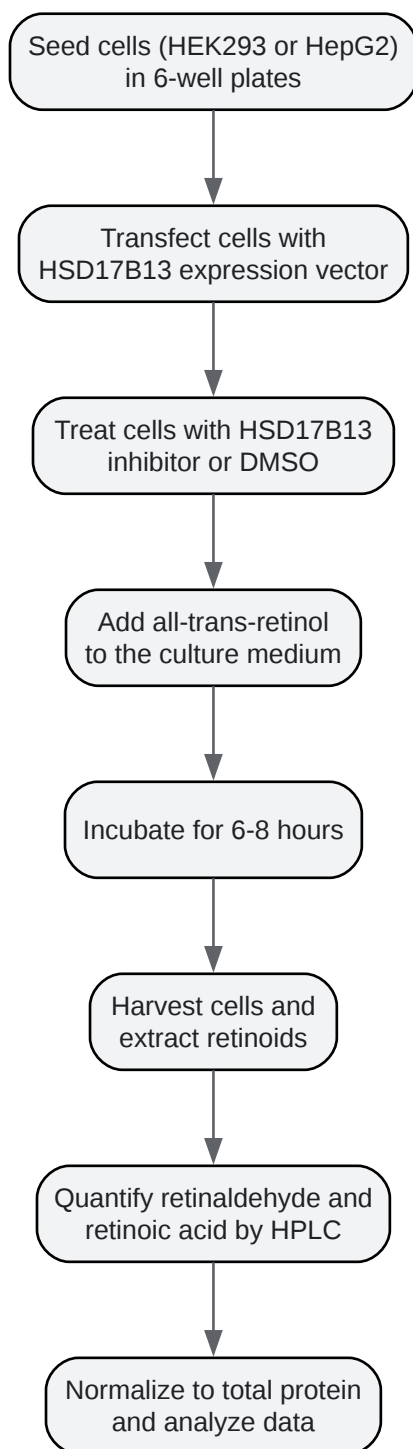 Seed cells (HEK293 or HepG2)
in 6-well plates
Transfect cells with
HSD17B13 expression vector
Treat cells with HSD17B13
inhibitor or DMSO
Add all-trans-retinol
to the culture medium
Incubate for 6-8 hours
Harvest cells and
extract retinoids
Quantify retinaldehyde and
retinoic acid by HPLC
Normalize to total protein
and analyze data